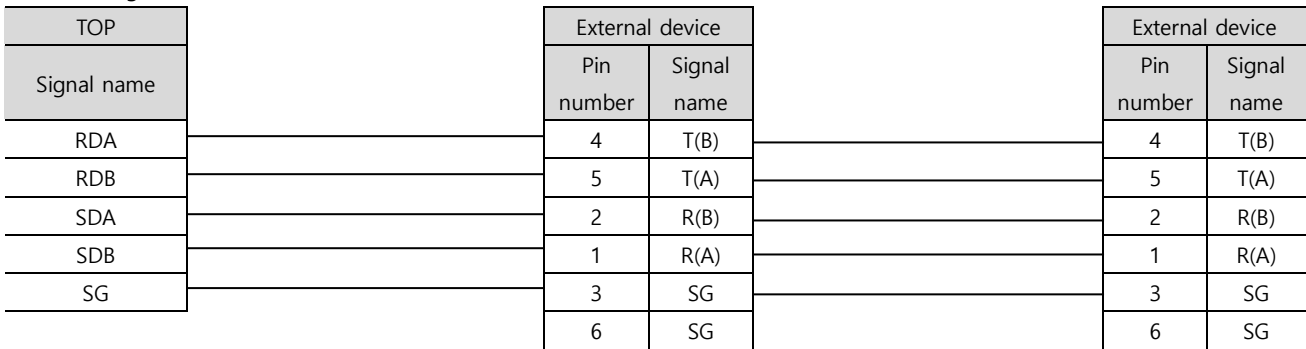 TOP External device External device
Signal name Pin number Signal name Pin number Signal name
RDA 4 T(B) 4 T(B)
RDB 5 T(A) 5 T(A)
SDA 2 R(B) 2 R(B)
SDB 1 R(A) 1 R(A)
SG 3 SG 3 SG
6 SG 6 SG